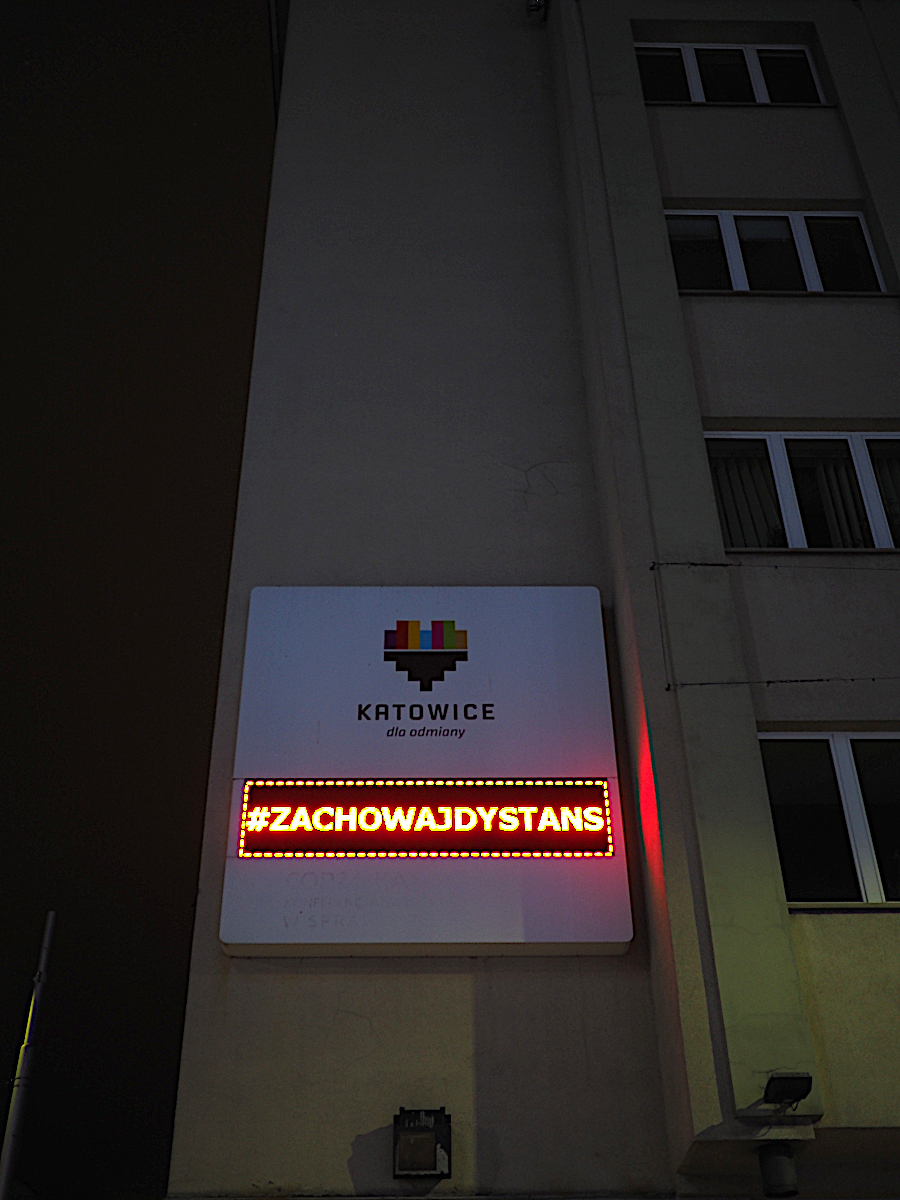 KATOWICE
dla odmiany
#ZACHOWAJDYSTANS